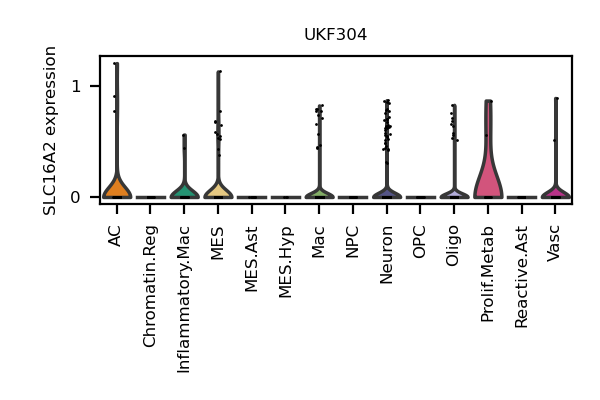 UKF304
SLC16A2 expression
1
0
AC
Chromatin.Reg
Inflammatory.Mac
MES
MES.Ast
MES.Hyp
Mac
NPC
Neuron
OPC
Oligo
Prolif.Metab
Reactive.Ast
Vasc